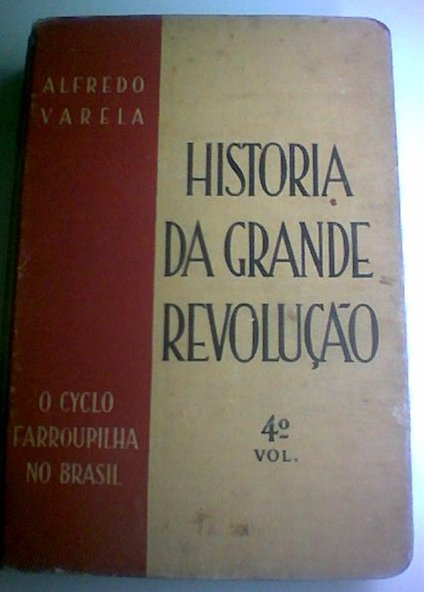 ALFREDO
VARELA
HISTORIA
DA GRANDE
REVOLUÇÃO
O CYCLO
FARROUPILHA
NO BRASIL
4º
VOL.